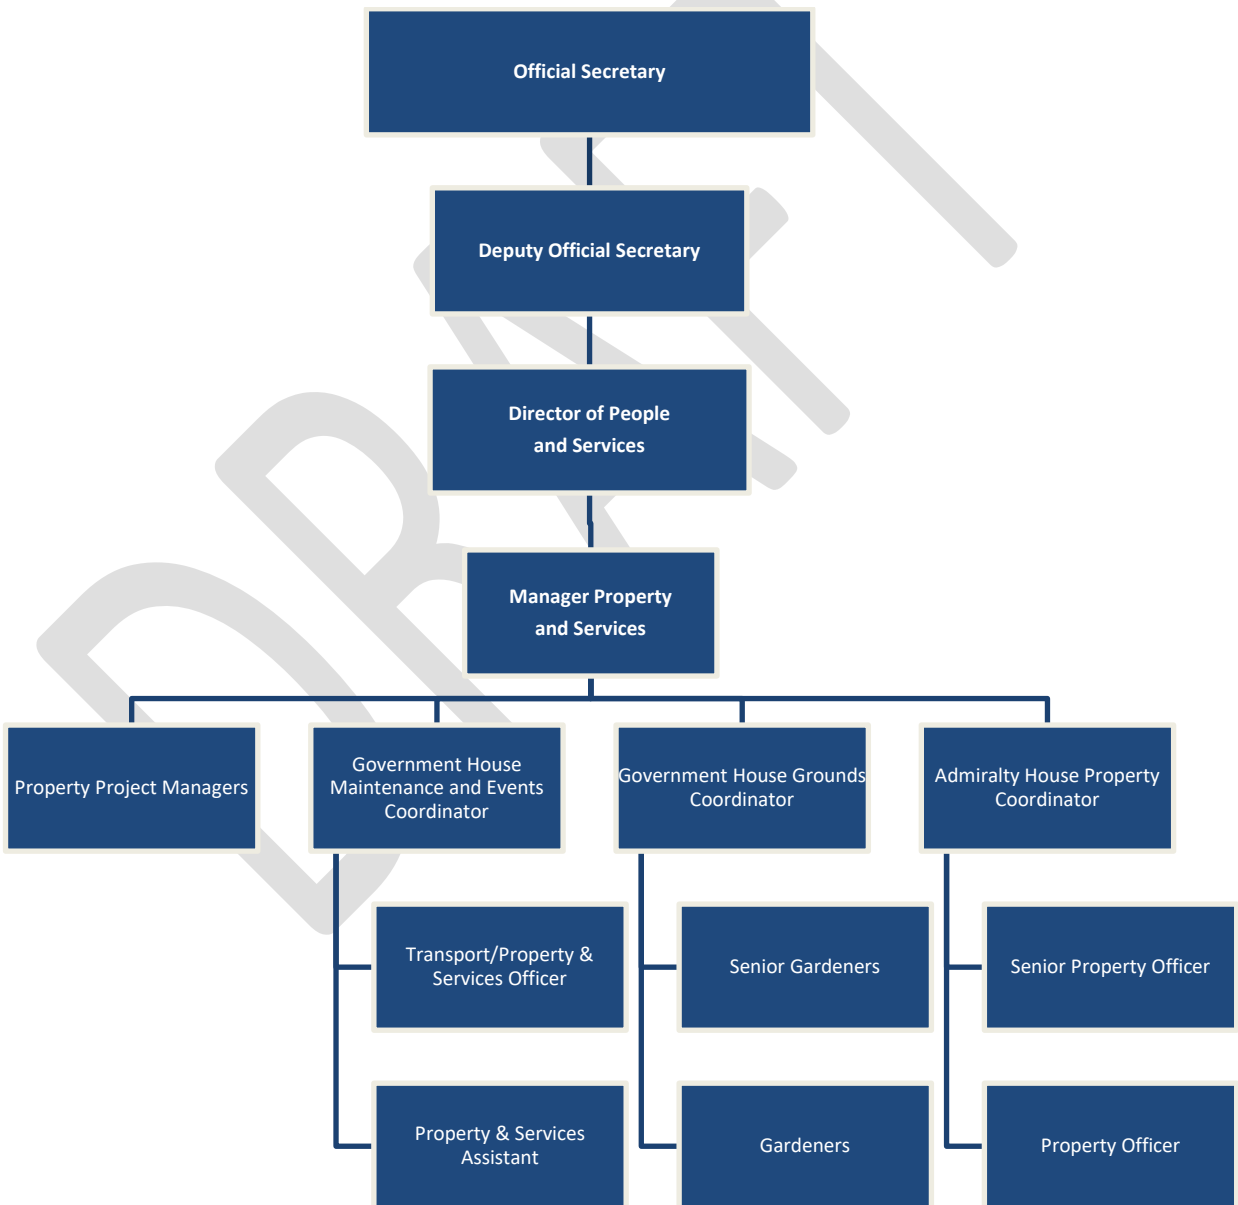 DRAFT
Official Secretary
Deputy Official Secretary
Director of People
and Services
Manager Property
and Services
Property Project Managers
Government House
Maintenance and Events
Coordinator
Government House Grounds
Coordinator
Admiralty House Property
Coordinator
Transport/Property &
Services Officer
Senior Gardeners
Senior Property Officer
Property & Services
Assistant
Gardeners
Property Officer